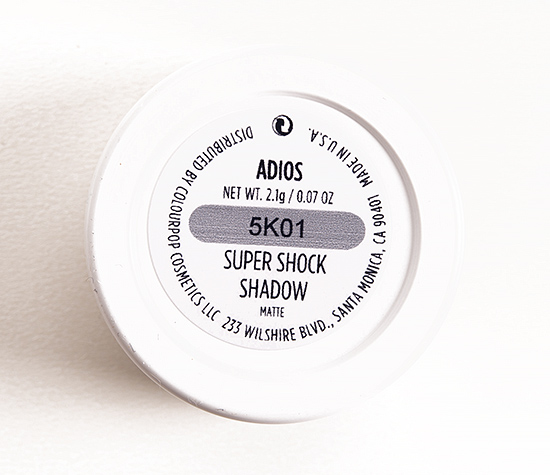 ADIOS
NET WT. 2.1g / 0.07 OZ
5K01
SUPER SHOCK
SHADOW
MATTE
DISTRIBUTED BY COLOURPOP COSMETICS LLC 233 WILSHIRE BLVD., SANTA MONICA, CA 90401 MADE IN U.S.A.